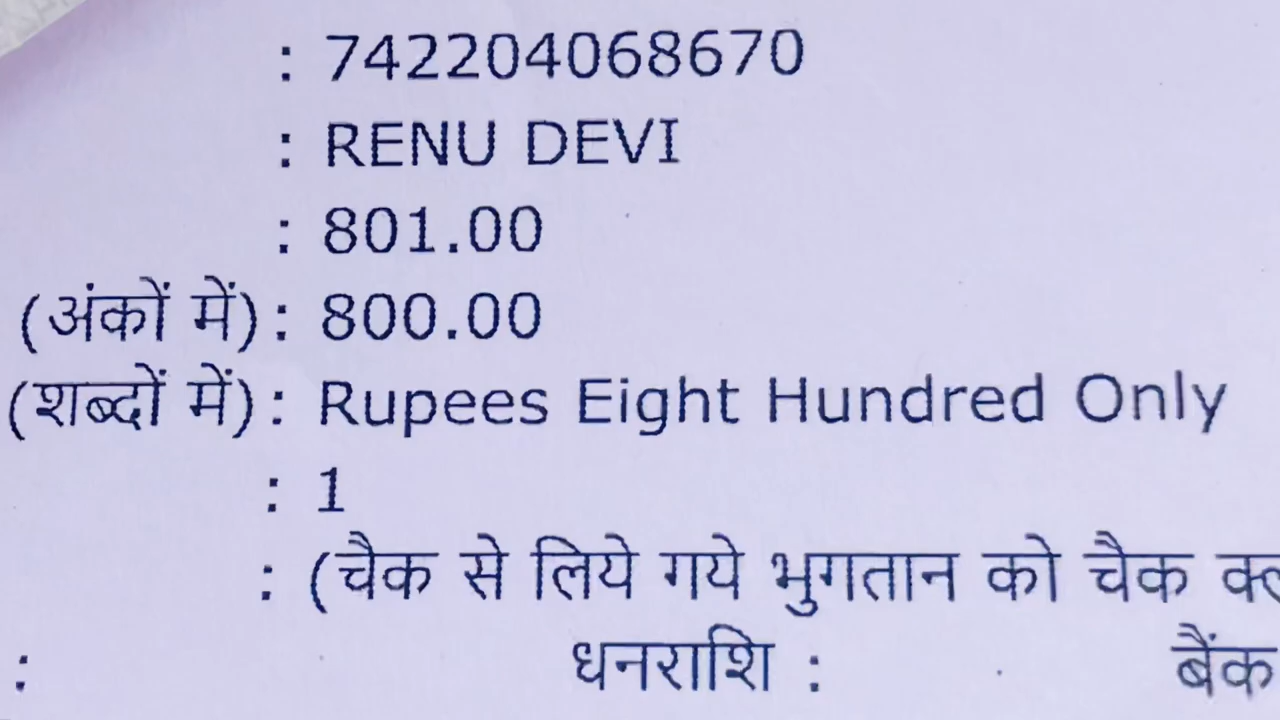 : 742204068670
: RENU DEVI
: 801.00
(अंकों में) : 800.00
(शब्दों में) : Rupees Eight Hundred Only
: 1
: (चैक से लिये गये भुगतान को चैक
: धनराशि : बैंक